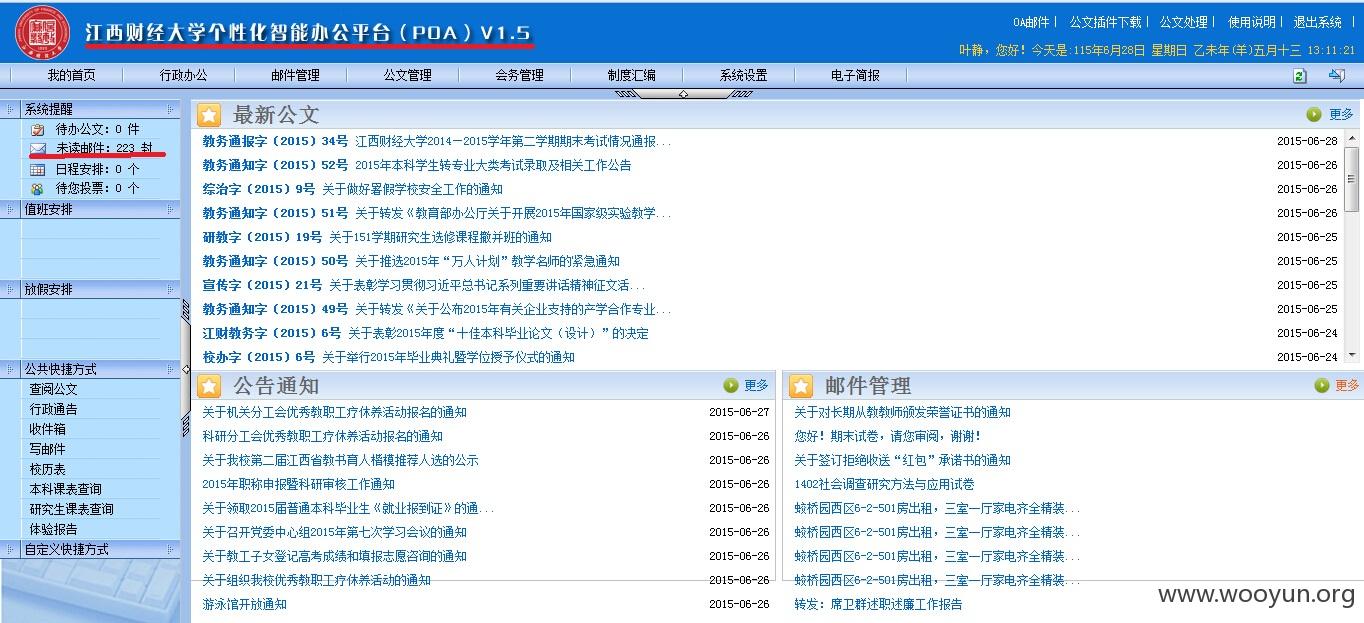 江西财经大学个性化智能办公平台（POA）V1.5
OA邮件| 公文插件下载| 公文处理| 使用说明| 退出系统 |
叶静，您好！今天是:115年6月28日 星期日 乙未年(羊)五月十三 13:11:21
我的首页 行政办公 邮件管理 公文管理 会务管理 制度汇编 系统设置 电子简报
系统提醒
待办公文：0 件
未读邮件：223 封
日程安排：0 个
待您投票：0 个
值班安排
放假安排
公共快捷方式
查阅公文
行政通告
收件箱
写邮件
校历表
本科课表查询
研究生课表查询
体验报告
自定义快捷方式
最新公文 更多
教务通报字（2015）34号 江西财经大学2014－2015学年第二学期期末考试情况通报... 2015-06-28
教务通知字（2015）52号 2015年本科学生转专业大类考试录取及相关工作公告 2015-06-26
综治字（2015）9号 关于做好署假学校安全工作的通知 2015-06-26
教务通知字（2015）51号 关于转发《教育部办公厅关于开展2015年国家级实验教学... 2015-06-26
研教字（2015）19号 关于151学期研究生选修课程撤并班的通知 2015-06-25
教务通知字（2015）50号 关于推选2015年“万人计划”教学名师的紧急通知 2015-06-25
宣传字（2015）21号 关于表彰学习贯彻习近平总书记系列重要讲话精神征文活... 2015-06-25
教务通知字（2015）49号 关于转发《关于公布2015年有关企业支持的产学合作专业... 2015-06-25
江财教务字（2015）6号 关于表彰2015年度“十佳本科毕业论文（设计）”的决定 2015-06-24
校办字（2015）6号 关于举行2015年毕业典礼暨学位授予仪式的通知 2015-06-24
公告通知 更多
关于机关分工会优秀教职工疗休养活动报名的通知 2015-06-27
科研分工会优秀教职工疗休养活动报名的通知 2015-06-26
关于我校第二届江西省教书育人楷模推荐人选的公示 2015-06-26
2015年职称申报暨科研审核工作通知 2015-06-26
关于领取2015届普通本科毕业生《就业报到证》的通... 2015-06-26
关于召开党委中心组2015年第七次学习会议的通知 2015-06-26
关于教工子女登记高考成绩和填报志愿咨询的通知 2015-06-26
关于组织我校优秀教职工疗休养活动的通知 2015-06-26
游泳馆开放通知 2015-06-26
邮件管理 更多
关于对长期从教教师颁发荣誉证书的通知
您好！期末试卷，请您审阅，谢谢！
关于签订拒绝收送“红包”承诺书的通知
1402社会调查研究方法与应用试卷
蛟桥园西区6-2-501房出租，三室一厅家电齐全精装...
蛟桥园西区6-2-501房出租，三室一厅家电齐全精装...
蛟桥园西区6-2-501房出租，三室一厅家电齐全精装...
蛟桥园西区6-2-501房出租，三室一厅家电齐全精装...
转发：席卫群述职述廉工作报告
www.wooyun.org